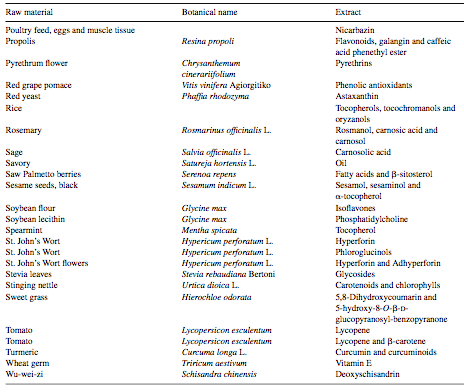 Raw material Botanical name Extract
Poultry feed, eggs and muscle tissue Nicarbazin
Propolis Resina propoli Flavonoids, galangin and caffeic
acid phenethyl ester
Pyrethrum flower Chrysanthemum Pyrethrins
cinerariifolium
Red grape pomace Vitis vinifera Agiorgitiko Phenolic antioxidants
Red yeast Phaffia rhodozyma Astaxanthin
Rice Tocopherols, tocochromanols and
oryzanols
Rosemary Rosmarinus officinalis L. Rosmanol, carnosic acid and
carnosol
Sage Salvia officinalis L. Carnosolic acid
Savory Satureja hortensis L. Oil
Saw Palmetto berries Serenoa repens Fatty acids and β-sitosterol
Sesame seeds, black Sesamum indicum L. Sesamol, sesaminol and
α-tocopherol
Soybean flour Glycine max Isoflavones
Soybean lecithin Glycine max Phosphatidylcholine
Spearmint Mentha spicata Tocopherol
St. John's Wort Hypericum perforatum L. Hyperforin
St. John's Wort Hypericum perforatum L. Phloroglucinols
St. John's Wort flowers Hypericum perforatum L. Hyperforin and Adhyperforin
Stevia leaves Stevia rebaudiana Bertoni Glycosides
Stinging nettle Urtica dioica L. Carotenoids and chlorophylls
Sweet grass Hierochloe odorata 5,8-Dihydroxycoumarin and
5-hydroxy-8-O-β-D-
glucopyranosyl-benzopyranone
Tomato Lycopersicon esculentum Lycopene
Tomato Lycopersicon esculentum Lycopene and β-carotene
Turmeric Curcuma longa L. Curcumin and curcuminoids
Wheat germ Triricum aestivum Vitamin E
Wu-wei-zi Schisandra chinensis Deoxyschisandrin